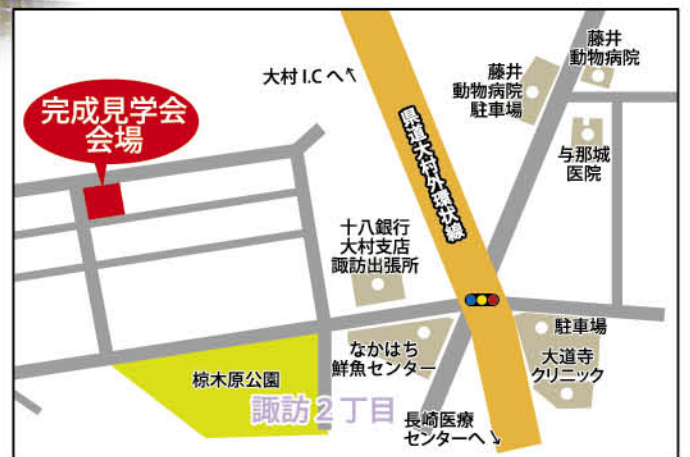 藤井
動物病院
大村 I.C へ↖
藤井
動物病院
駐車場
完成見学会
会場
県道大村外環状線
与那城
医院
十八銀行
大村支店
諏訪出張所
駐車場
なかはち
鮮魚センター
大道寺
クリニック
椋木原公園
諏訪2丁目
長崎医療
センターへ↘